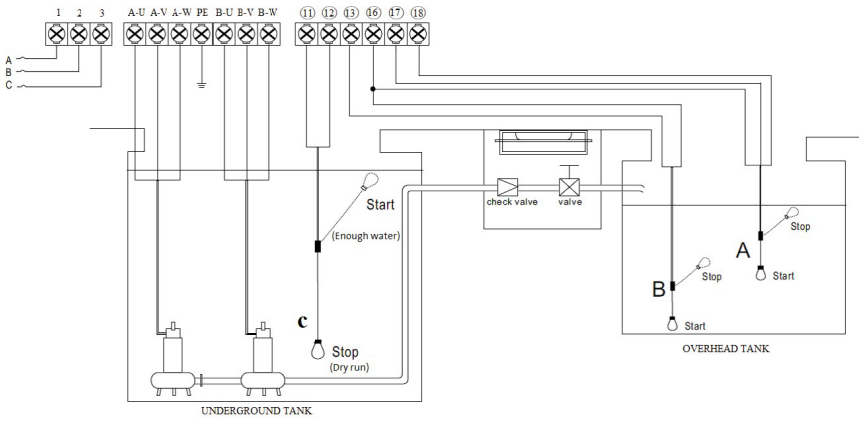 1 2 3 A-U A-V A-W PE B-U B-V B-W ⑪ ⑫ ⑬ ⑯ ⑰ ⑱
A
B
C
Start
(Enough water)
c
Stop
(Dry run)
UNDERGROUND TANK
check valve
valve
Stop
A
Start
Stop
B
Start
OVERHEAD TANK